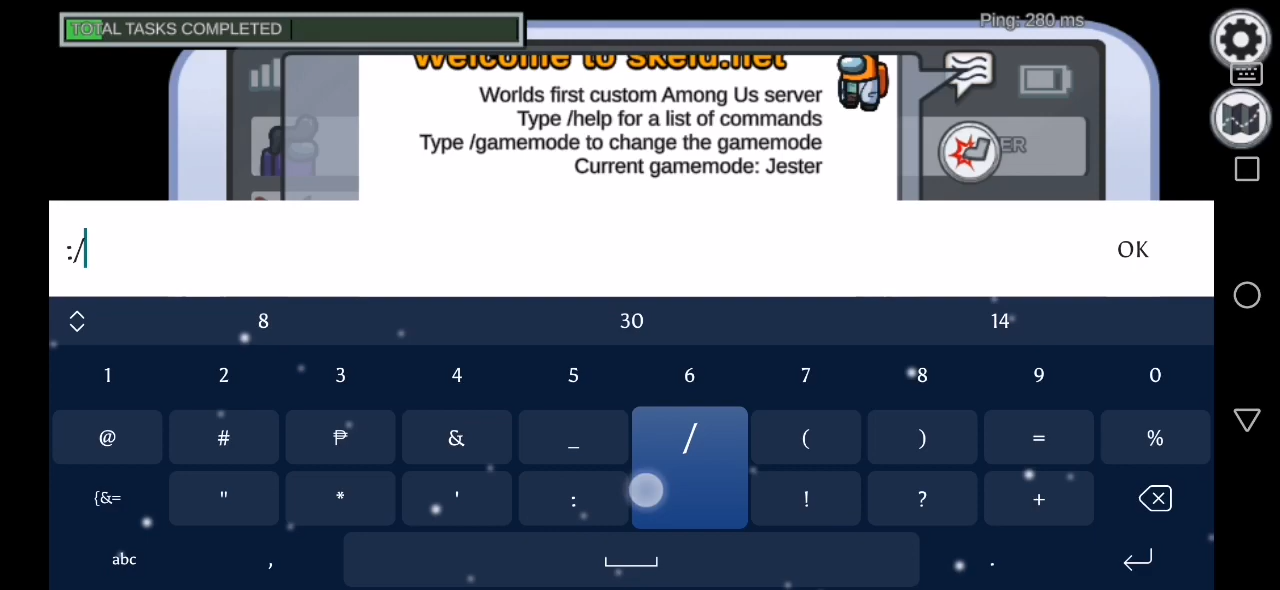 TOTAL TASKS COMPLETED
Ping: 280 ms
Welcome to skeld.net
Worlds first custom Among Us server
Type /help for a list of commands
Type /gamemode to change the gamemode
Current gamemode: Jester
ER
:/
OK
8 30 14
1 2 3 4 5 6 7 8 9 0
@ # ₱ & _ / ( ) = %
{&= " * ' : ! ? +
abc , .